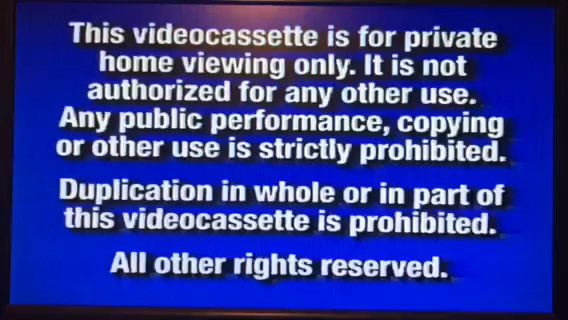 This videocassette is for private
home viewing only. It is not
authorized for any other use.
Any public performance, copying
or other use is strictly prohibited.
Duplication in whole or in part of
this videocassette is prohibited.
All other rights reserved.